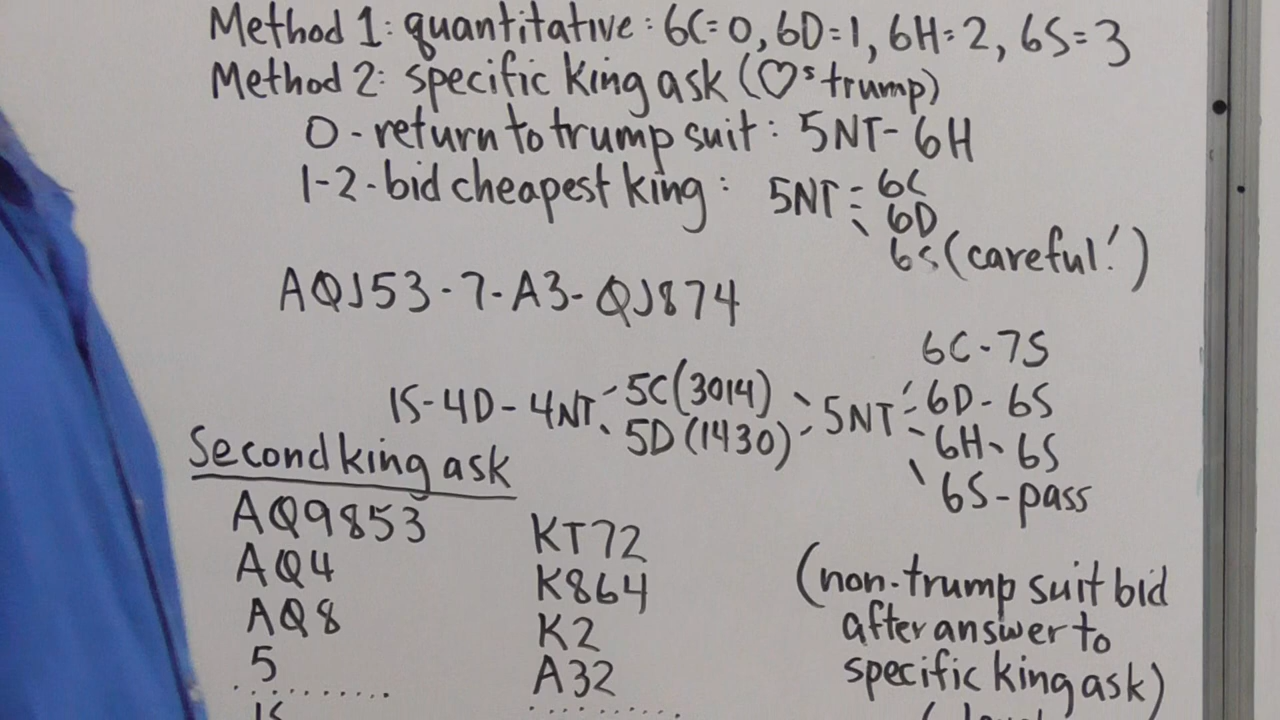 Method 1: quantitative: 6C=0, 6D=1, 6H=2, 6S=3
Method 2: specific king ask (♡s trump)
0 - return to trump suit: 5NT- 6H
1-2 - bid cheapest king: 5NT = 6C
6D
6S (careful!)
AQJ53 - 7 - A3 - QJ874
6C - 7S
1S - 4D - 4NT 5C (3014) 5NT 6D - 6S
5D (1430) 6H - 6S
6S - pass
Second king ask
AQ9853 KT72
AQ4 K864
AQ8 K2
5 A32
(non-trump suit bid
after answer to
specific king ask)
1S